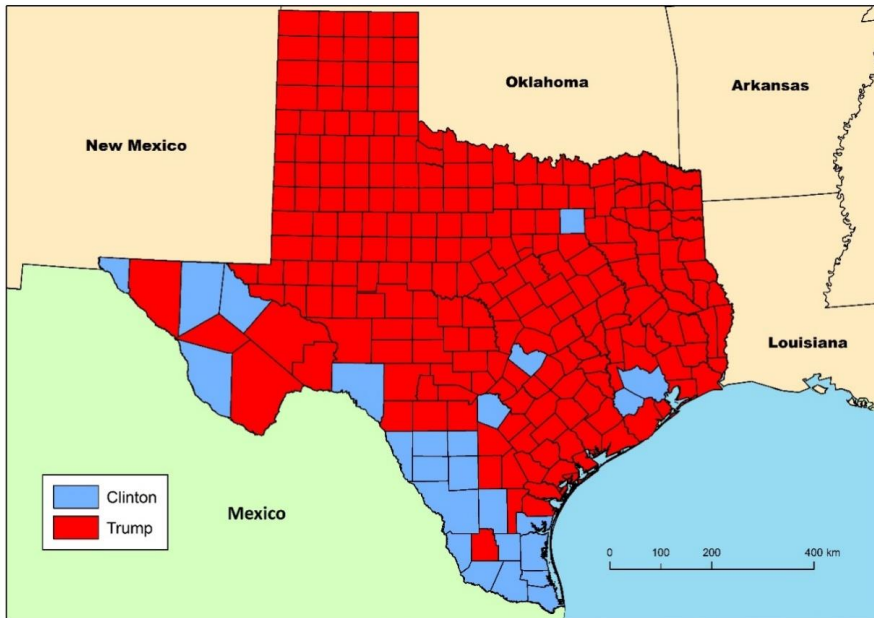 Oklahoma
Arkansas
New Mexico
Louisiana
Clinton
Trump
Mexico
0 100 200 400 km